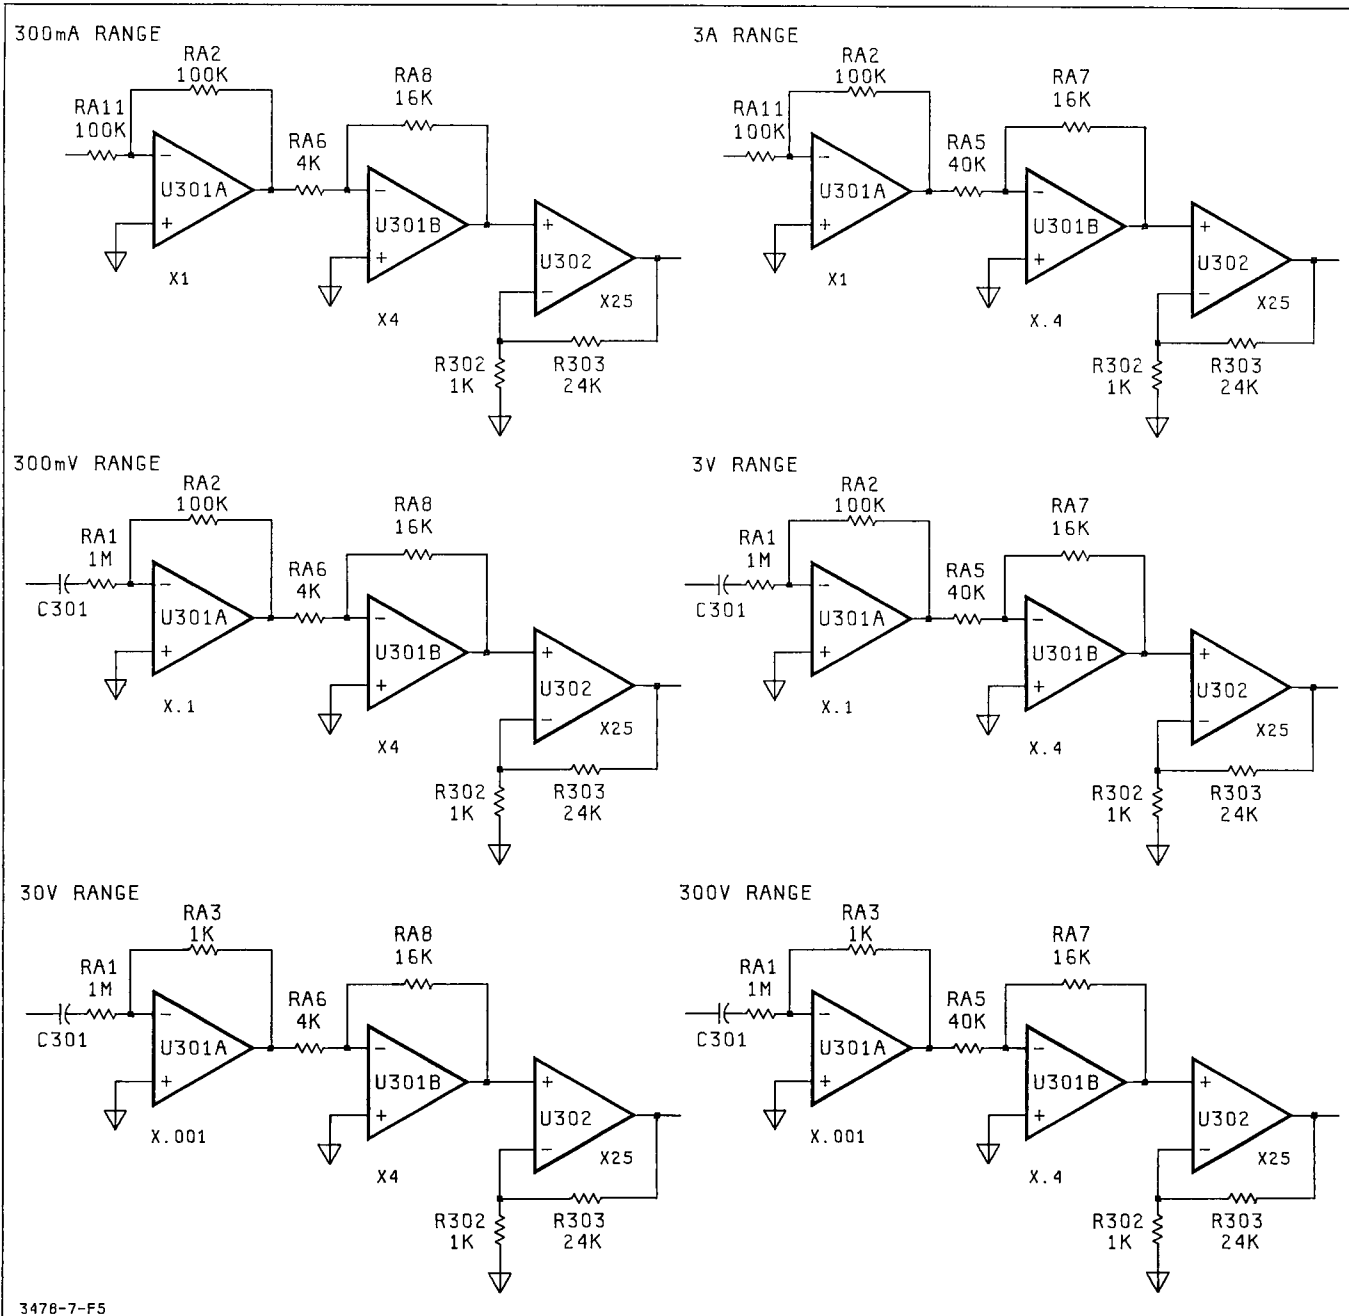 300mA RANGE
RA2
100K
RA11
100K
U301A
X1
RA6
4K
RA8
16K
U301B
X4
U302
X25
R302
1K
R303
24K
3A RANGE
RA2
100K
RA11
100K
U301A
X1
RA5
40K
RA7
16K
U301B
X.4
U302
X25
R302
1K
R303
24K
300mV RANGE
RA2
100K
RA1
1M
C301
U301A
X.1
RA6
4K
RA8
16K
U301B
X4
U302
X25
R302
1K
R303
24K
3V RANGE
RA2
100K
RA1
1M
C301
U301A
X.1
RA5
40K
RA7
16K
U301B
X.4
U302
X25
R302
1K
R303
24K
30V RANGE
RA3
1K
RA1
1M
C301
U301A
X.001
RA6
4K
RA8
16K
U301B
X4
U302
X25
R302
1K
R303
24K
300V RANGE
RA3
1K
RA1
1M
C301
U301A
X.001
RA5
40K
RA7
16K
U301B
X.4
U302
X25
R302
1K
R303
24K
3478-7-F5